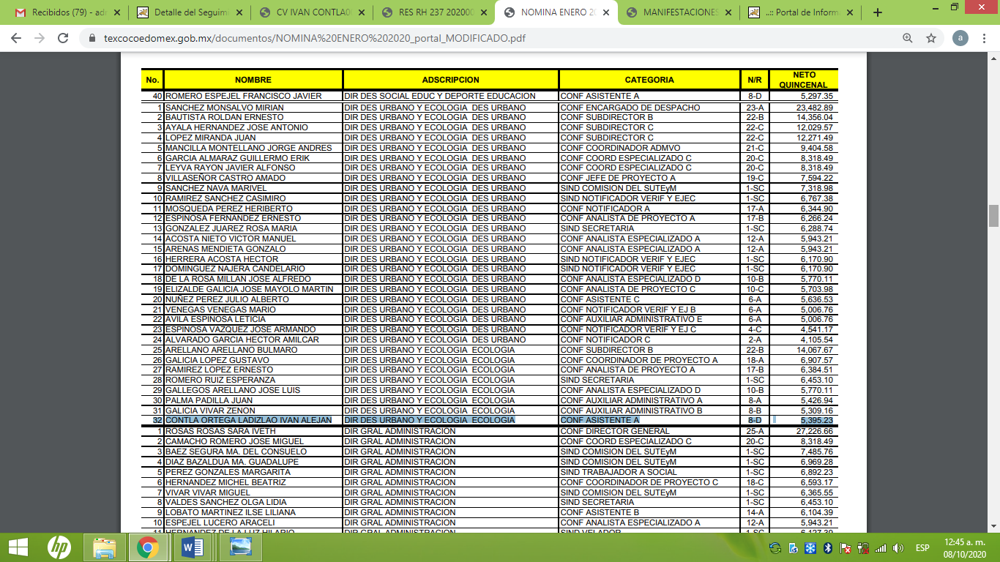 Recibidos (79) - adr
Detalle del Seguimi
CV IVAN CONTLA0
RES RH 237 202000
NOMINA ENERO 20
MANIFESTACIONES
..:: Portal de Inform
texcocoedomex.gob.mx/documentos/NOMINA%20ENERO%202020_portal_MODIFICADO.pdf
a
No. NOMBRE ADSCRIPCION CATEGORIA N/R NETO QUINCENAL
40 ROMERO ESPEJEL FRANCISCO JAVIER DIR DES SOCIAL EDUC Y DEPORTE EDUCACION CONF ASISTENTE A 8-D 5,297.35
1 SANCHEZ MONSALVO MIRIAN DIR DES URBANO Y ECOLOGIA DES URBANO CONF ENCARGADO DE DESPACHO 23-A 23,482.89
2 BAUTISTA ROLDAN ERNESTO DIR DES URBANO Y ECOLOGIA DES URBANO CONF SUBDIRECTOR B 22-B 14,356.04
3 AYALA HERNANDEZ JOSE ANTONIO DIR DES URBANO Y ECOLOGIA DES URBANO CONF SUBDIRECTOR C 22-C 12,029.57
4 LOPEZ MIRANDA JUAN DIR DES URBANO Y ECOLOGIA DES URBANO CONF SUBDIRECTOR C 22-C 12,271.49
5 MANCILLA MONTELLANO JORGE ANDRES DIR DES URBANO Y ECOLOGIA DES URBANO CONF COORDINADOR ADMVO 21-C 9,404.58
6 GARCIA ALMARAZ GUILLERMO ERIK DIR DES URBANO Y ECOLOGIA DES URBANO CONF COORD ESPECIALIZADO C 20-C 8,318.49
7 LEYVA RAYON JAVIER ALFONSO DIR DES URBANO Y ECOLOGIA DES URBANO CONF COORD ESPECIALIZADO C 20-C 8,318.49
8 VILLASEÑOR CASTRO AMADO DIR DES URBANO Y ECOLOGIA DES URBANO CONF JEFE DE PROYECTO A 19-C 7,594.22
9 SANCHEZ NAVA MARIVEL DIR DES URBANO Y ECOLOGIA DES URBANO SIND COMISION DEL SUTEyM 1-SC 7,318.98
10 RAMIREZ SANCHEZ CASIMIRO DIR DES URBANO Y ECOLOGIA DES URBANO SIND NOTIFICADOR VERIF Y EJEC 1-SC 6,767.38
11 MOSQUEDA PEREZ HERIBERTO DIR DES URBANO Y ECOLOGIA DES URBANO CONF NOTIFICADOR A 17-A 6,344.90
12 ESPINOSA FERNANDEZ ERNESTO DIR DES URBANO Y ECOLOGIA DES URBANO CONF ANALISTA DE PROYECTO A 17-B 6,266.24
13 GONZALEZ JUAREZ ROSA MARIA DIR DES URBANO Y ECOLOGIA DES URBANO SIND SECRETARIA 1-SC 6,288.74
14 ACOSTA NIETO VICTOR MANUEL DIR DES URBANO Y ECOLOGIA DES URBANO CONF ANALISTA ESPECIALIZADO A 12-A 5,943.21
15 ARENAS MENDIETA GONZALO DIR DES URBANO Y ECOLOGIA DES URBANO CONF ANALISTA ESPECIALIZADO A 12-A 5,943.21
16 HERRERA ACOSTA HECTOR DIR DES URBANO Y ECOLOGIA DES URBANO SIND NOTIFICADOR VERIF Y EJEC 1-SC 6,170.90
17 DOMINGUEZ NAJERA CANDELARIO DIR DES URBANO Y ECOLOGIA DES URBANO SIND NOTIFICADOR VERIF Y EJEC 1-SC 6,170.90
18 DE LA ROSA MILLAN JOSE ALFREDO DIR DES URBANO Y ECOLOGIA DES URBANO CONF ANALISTA ESPECIALIZADO D 10-B 5,770.11
19 ELIZALDE GALICIA JOSE MAYOLO MARTIN DIR DES URBANO Y ECOLOGIA DES URBANO CONF ANALISTA DE PROYECTO C 10-C 5,703.98
20 NUÑEZ PEREZ JULIO ALBERTO DIR DES URBANO Y ECOLOGIA DES URBANO CONF ASISTENTE C 6-A 5,636.53
21 VENEGAS VENEGAS MARIO DIR DES URBANO Y ECOLOGIA DES URBANO CONF NOTIFICADOR VERIF Y EJ B 6-A 5,006.76
22 AVILA ESPINOSA LETICIA DIR DES URBANO Y ECOLOGIA DES URBANO CONF AUXILIAR ADMINISTRATIVO E 6-A 5,006.76
23 ESPINOSA VAZQUEZ JOSE ARMANDO DIR DES URBANO Y ECOLOGIA DES URBANO CONF NOTIFICADOR VERIF Y EJ C 4-C 4,541.17
24 ALVARADO GARCIA HECTOR AMILCAR DIR DES URBANO Y ECOLOGIA DES URBANO CONF NOTIFICADOR C 2-A 4,105.54
25 ARELLANO ARELLANO BULMARO DIR DES URBANO Y ECOLOGIA ECOLOGIA CONF SUBDIRECTOR B 22-B 14,067.67
26 GALICIA LOPEZ GUSTAVO DIR DES URBANO Y ECOLOGIA ECOLOGIA CONF COORDINADOR DE PROYECTO A 18-A 6,907.57
27 RAMIREZ LOPEZ ERNESTO DIR DES URBANO Y ECOLOGIA ECOLOGIA CONF ANALISTA DE PROYECTO A 17-B 6,384.51
28 ROMERO RUIZ ESPERANZA DIR DES URBANO Y ECOLOGIA ECOLOGIA SIND SECRETARIA 1-SC 6,453.10
29 GALLEGOS ARELLANO JOSE LUIS DIR DES URBANO Y ECOLOGIA ECOLOGIA CONF ANALISTA ESPECIALIZADO D 10-B 5,770.11
30 PALMA PADILLA JUAN DIR DES URBANO Y ECOLOGIA ECOLOGIA CONF AUXILIAR ADMINISTRATIVO A 8-A 5,426.94
31 GALICIA VIVAR ZENON DIR DES URBANO Y ECOLOGIA ECOLOGIA CONF AUXILIAR ADMINISTRATIVO B 8-B 5,309.16
32 CONTLA ORTEGA LADIZLAO IVAN ALEJAN DIR DES URBANO Y ECOLOGIA ECOLOGIA CONF ASISTENTE A 8-D 5,395.23
1 ROSAS ROSAS SARA IVETH DIR GRAL ADMINISTRACION CONF DIRECTOR GENERAL 25-A 27,226.66
2 CAMACHO ROMERO JOSE MIGUEL DIR GRAL ADMINISTRACION CONF COORD ESPECIALIZADO C 20-C 8,318.49
3 BAEZ SEGURA MA. DEL CONSUELO DIR GRAL ADMINISTRACION SIND COMISION DEL SUTEyM 1-SC 7,485.76
4 DIAZ BAZALDUA MA. GUADALUPE DIR GRAL ADMINISTRACION SIND COMISION DEL SUTEyM 1-SC 6,969.28
5 PEREZ GONZALES MARGARITA DIR GRAL ADMINISTRACION SIND TRABAJADOR A SOCIAL 1-SC 6,892.23
6 HERNANDEZ MICHEL BEATRIZ DIR GRAL ADMINISTRACION CONF COORDINADOR DE PROYECTO C 18-C 6,593.17
7 VIVAR VIVAR MIGUEL DIR GRAL ADMINISTRACION SIND COMISION DEL SUTEyM 1-SC 6,365.55
8 VALDES SANCHEZ OLGA LIDIA DIR GRAL ADMINISTRACION SIND SECRETARIA 1-SC 6,453.10
9 LOBATO MARTINEZ ILSE LILIANA DIR GRAL ADMINISTRACION CONF ASISTENTE B 14-A 6,104.39
10 ESPEJEL LUCERO ARACELI DIR GRAL ADMINISTRACION CONF ANALISTA ESPECIALIZADO A 12-A 5,943.21
11 HERNANDEZ DE LA LUZ HILARIO DIR GRAL ADMINISTRACION SIND VELADOR 1-SC 6,127.39
ESP
12:45 a. m.
08/10/2020